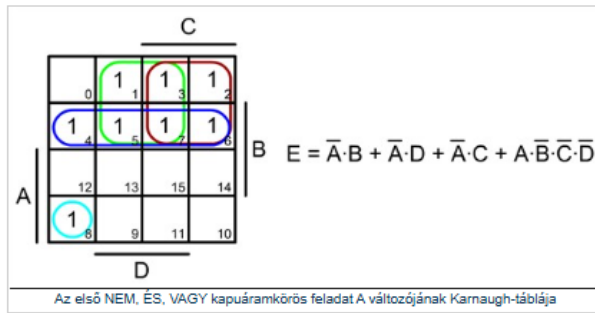 C
1 1 1
0 1 3 2
1 1 1 1
4 5 7 6
B
E = A̅·B + A̅·D + A̅·C + A·B̅·C̅·D̅
12 13 15 14
A
1
8 9 11 10
D
Az első NEM, ÉS, VAGY kapuáramkörös feladat A változójának Karnaugh-táblája